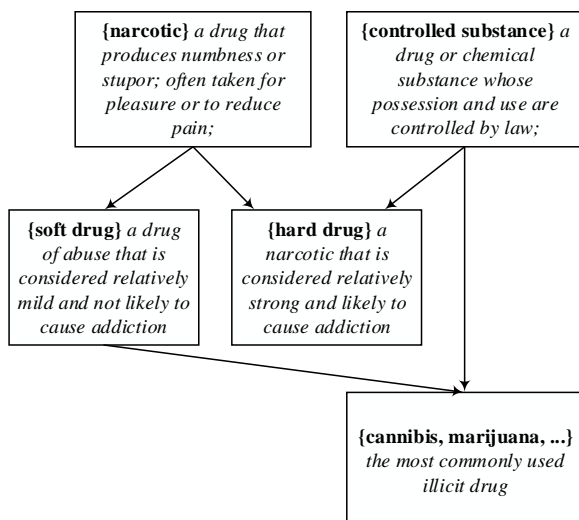 {narcotic} a drug that
produces numbness or
stupor; often taken for
pleasure or to reduce
pain;
{controlled substance} a
drug or chemical
substance whose
possession and use are
controlled by law;
{soft drug} a drug
of abuse that is
considered relatively
mild and not likely to
cause addiction
{hard drug} a
narcotic that is
considered relatively
strong and likely to
cause addiction
{cannibis, marijuana, ...}
the most commonly used
illicit drug